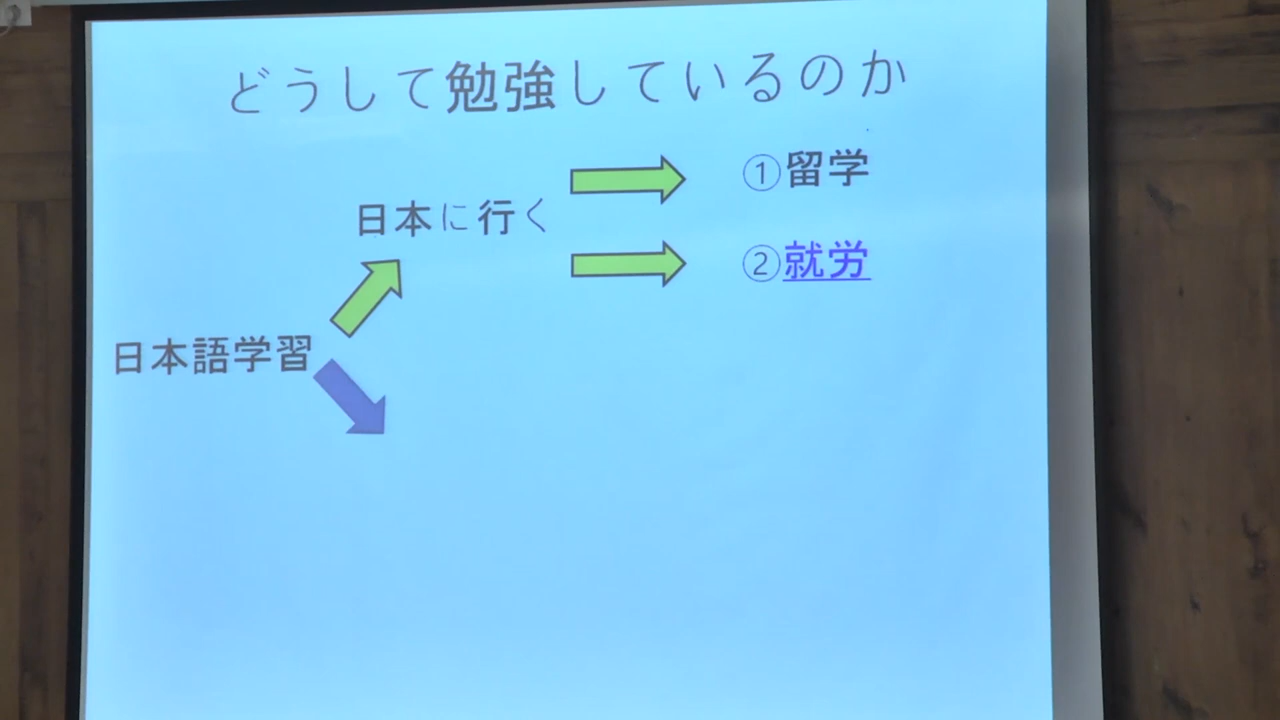 どうして勉強しているのか
①留学
日本に行く
②就労
日本語学習